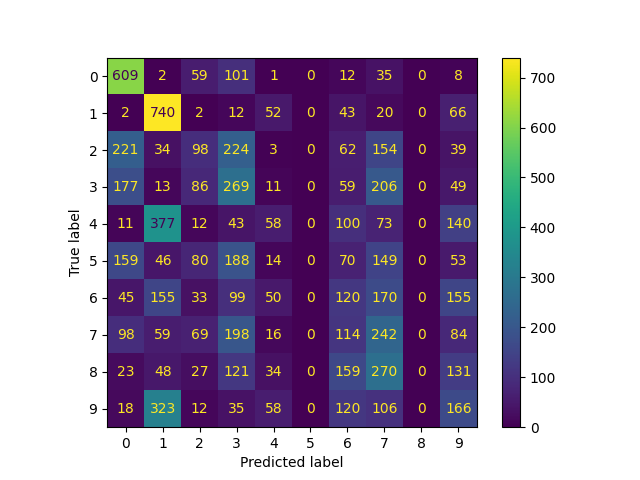 0 609 2 59 101 1 0 12 35 0 8
1 2 740 2 12 52 0 43 20 0 66
2 221 34 98 224 3 0 62 154 0 39
3 177 13 86 269 11 0 59 206 0 49
4 11 377 12 43 58 0 100 73 0 140
5 159 46 80 188 14 0 70 149 0 53
6 45 155 33 99 50 0 120 170 0 155
7 98 59 69 198 16 0 114 242 0 84
8 23 48 27 121 34 0 159 270 0 131
9 18 323 12 35 58 0 120 106 0 166
0 1 2 3 4 5 6 7 8 9
Predicted label
True label
700
600
500
400
300
200
100
0